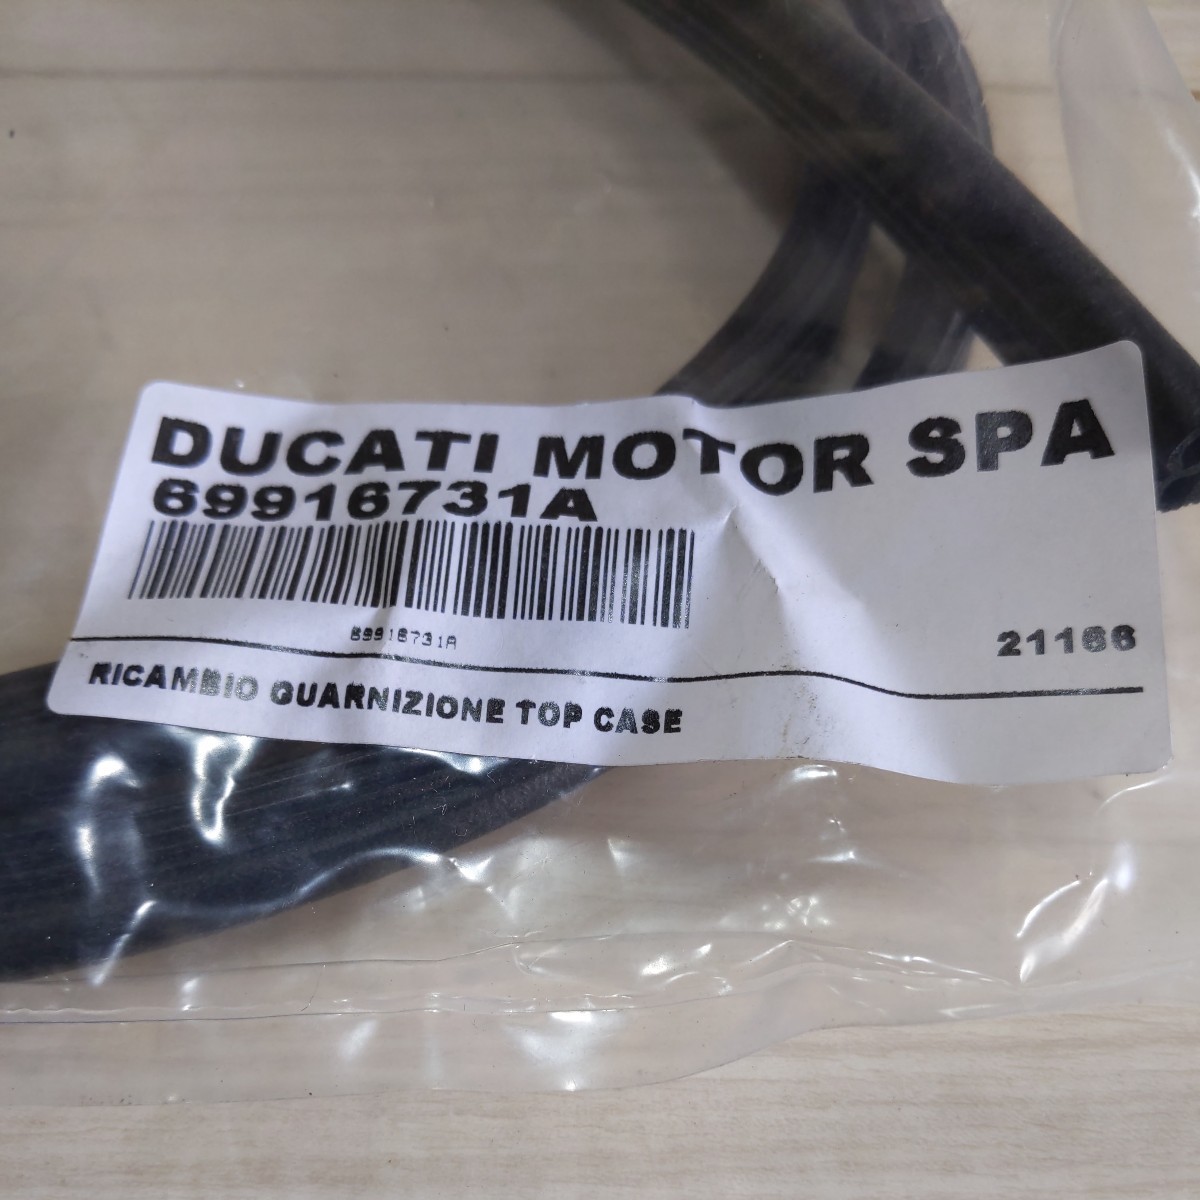 DUCATI MOTOR SPA
69916731A
69916731A
21166
RICAMBIO GUARNIZIONE TOP CASE